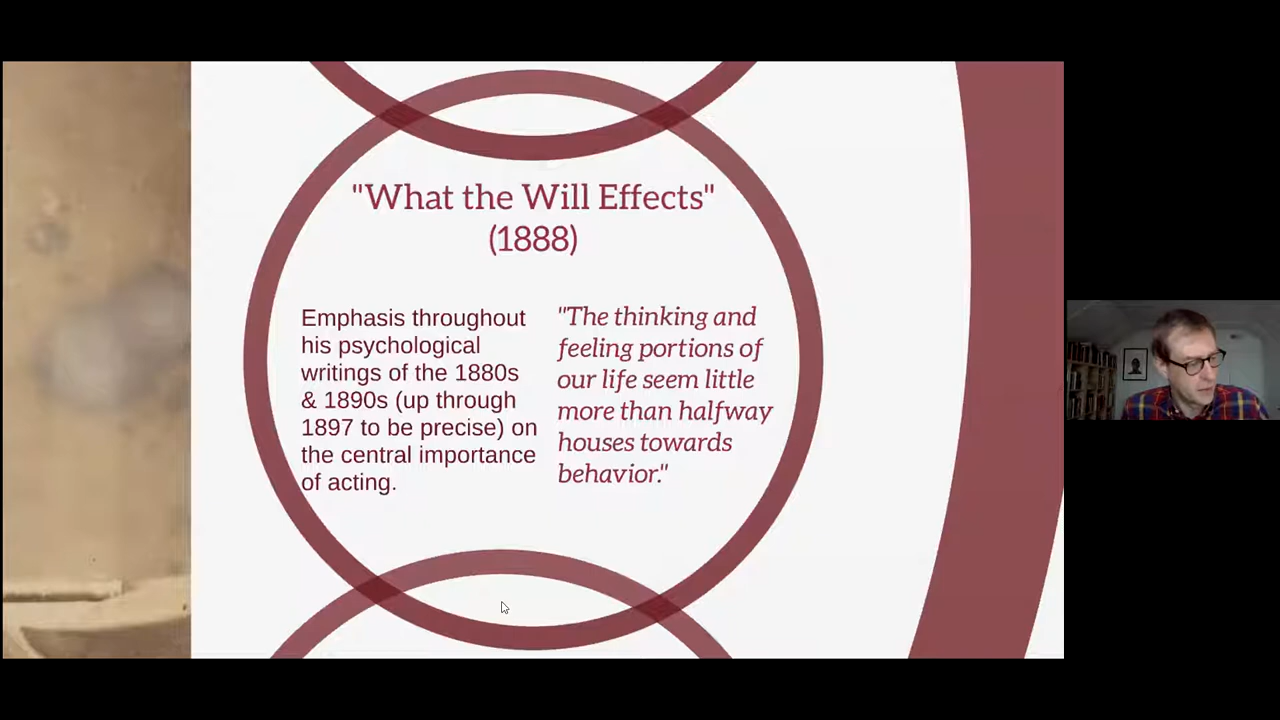 "What the Will Effects"
(1888)
Emphasis throughout
his psychological
writings of the 1880s
& 1890s (up through
1897 to be precise) on
the central importance
of acting.
"The thinking and
feeling portions of
our life seem little
more than halfway
houses towards
behavior."